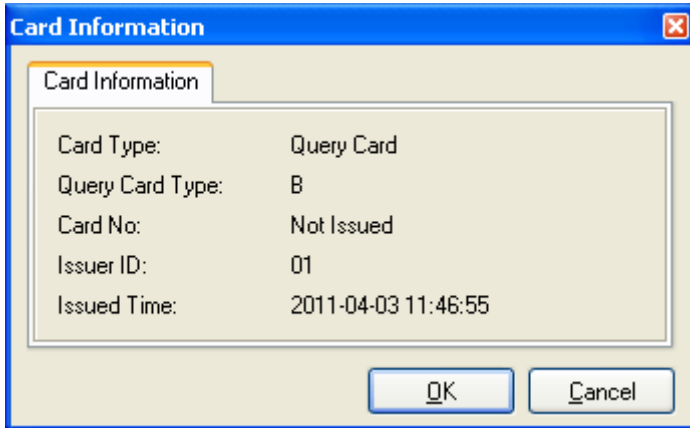 Card Information
Card Information
Card Type: Query Card
Query Card Type: B
Card No: Not Issued
Issuer ID: 01
Issued Time: 2011-04-03 11:46:55
OK Cancel